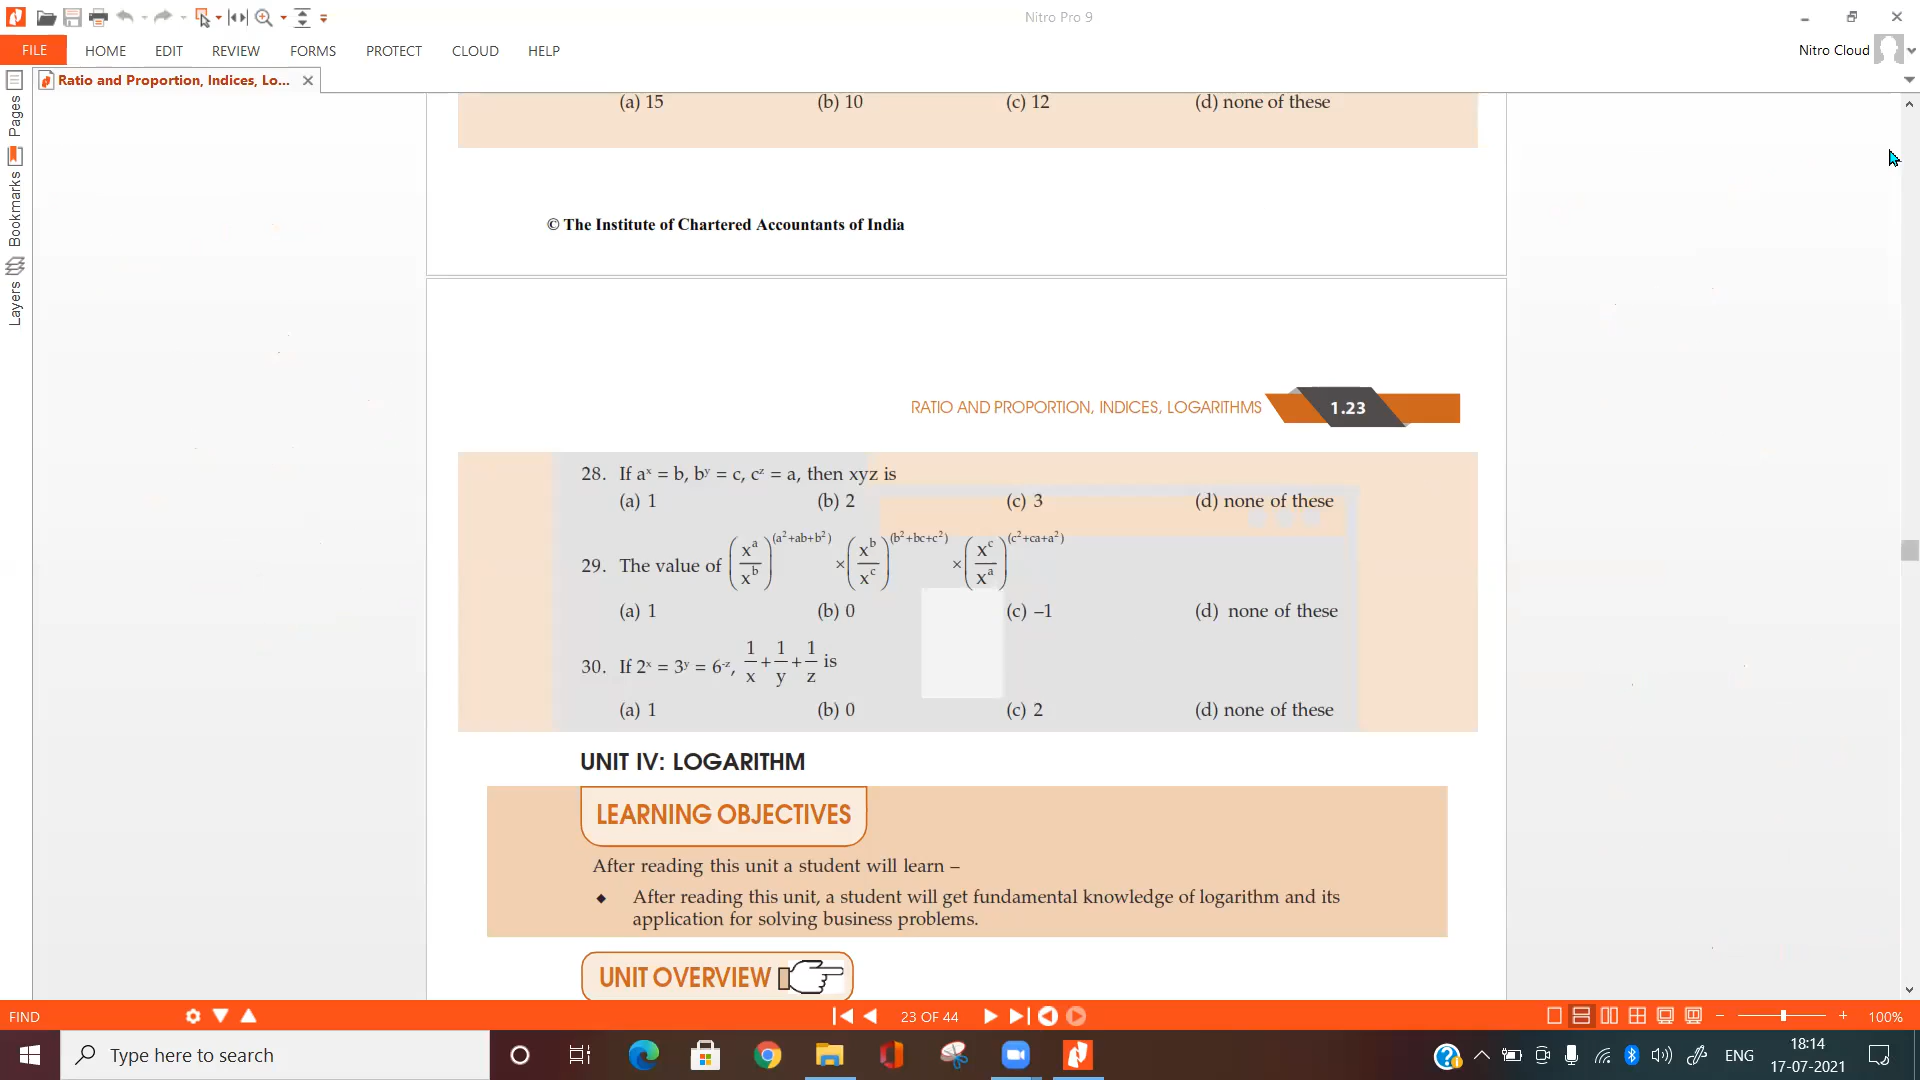 Nitro Pro 9
FILE HOME EDIT REVIEW FORMS PROTECT CLOUD HELP
Nitro Cloud
Ratio and Proportion, Indices, Lo...
Pages
Bookmarks
Layers
(a) 15 (b) 10 (c) 12 (d) none of these
© The Institute of Chartered Accountants of India
RATIO AND PROPORTION, INDICES, LOGARITHMS 1.23
28. If aˣ = b, bʸ = c, cᶻ = a, then xyz is
(a) 1 (b) 2 (c) 3 (d) none of these
29. The value of (xᵃ/xᵇ)^(a²+ab+b²) × (xᵇ/xᶜ)^(b²+bc+c²) × (xᶜ/xᵃ)^(c²+ca+a²)
(a) 1 (b) 0 (c) –1 (d) none of these
30. If 2ˣ = 3ʸ = 6⁻ᶻ, 1/x + 1/y + 1/z is
(a) 1 (b) 0 (c) 2 (d) none of these
UNIT IV: LOGARITHM
LEARNING OBJECTIVES
After reading this unit a student will learn –
◆ After reading this unit, a student will get fundamental knowledge of logarithm and its
application for solving business problems.
UNIT OVERVIEW
FIND 23 OF 44 100%
Type here to search
ENG
18:14
17-07-2021